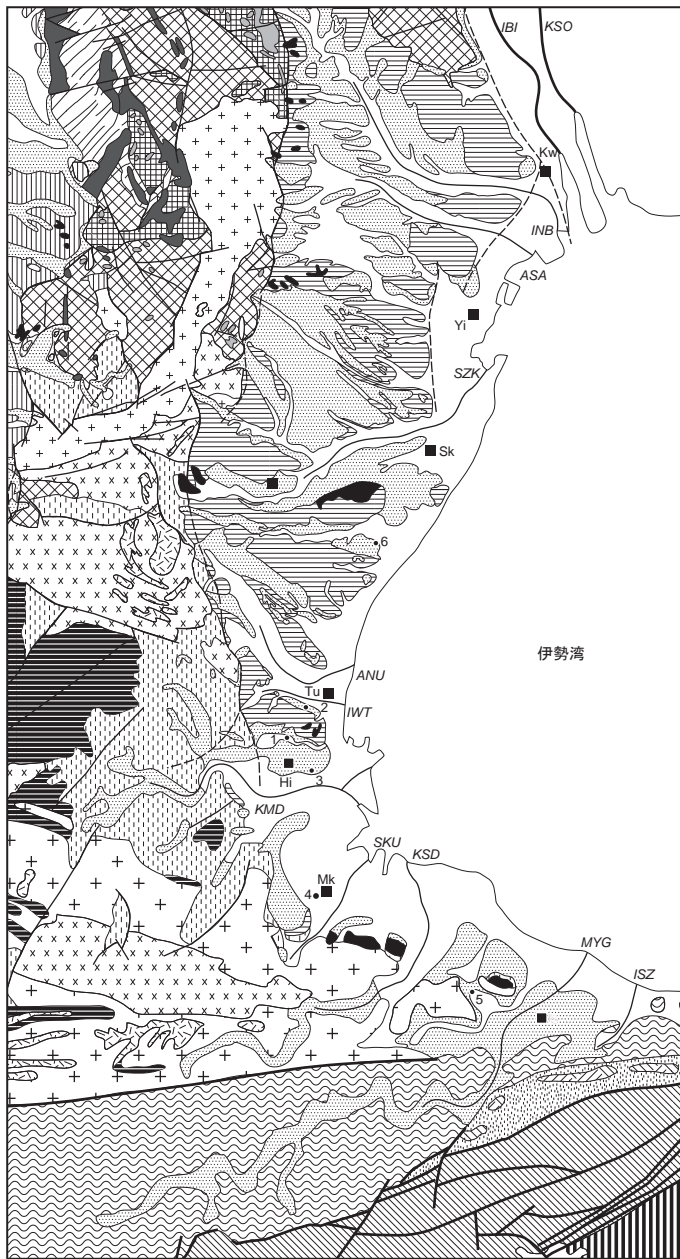 IBI
KSO
Kw
INB
ASA
Yi
SZK
Sk
6
伊勢湾
ANU
Tu
2
IWT
1
Hi
3
KMD
SKU
KSD
Mk
4
MYG
ISZ
5